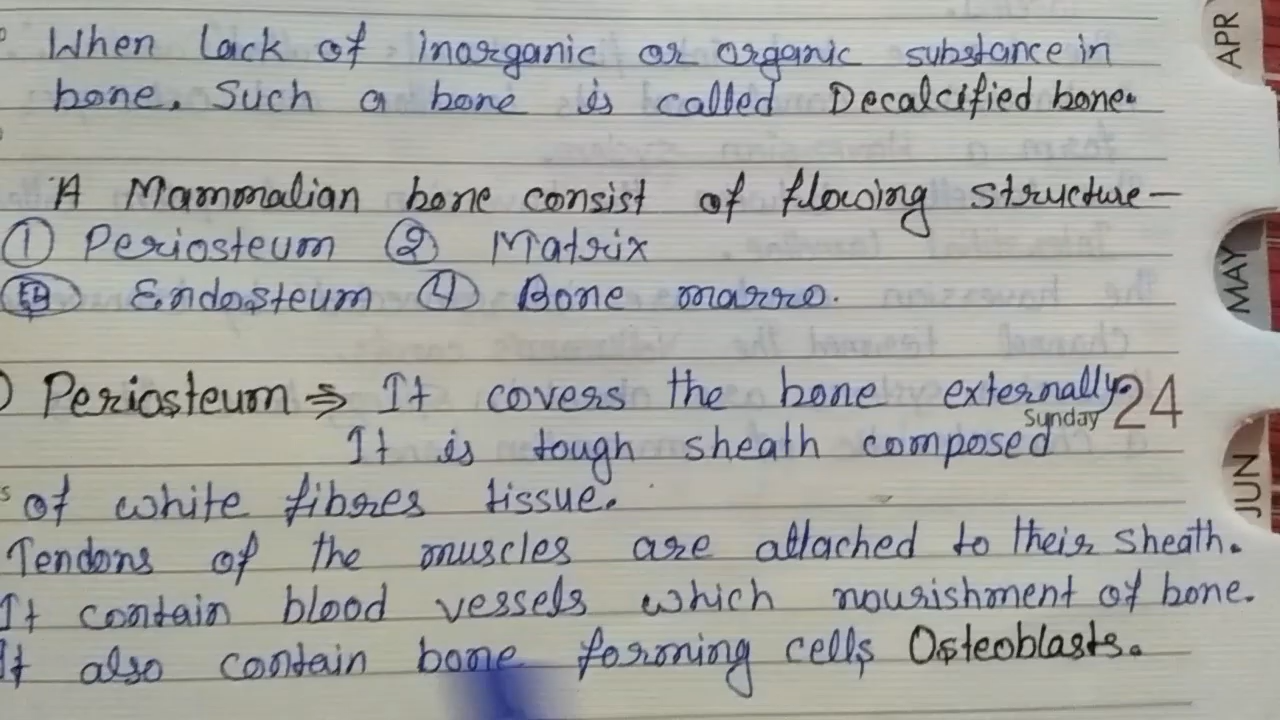 When lack of inorganic or organic substance in
bone. Such a bone is called Decalcified bone.
APR
A Mammalian bone consist of flowing structure—
① Periosteum ② Matrix
③ Endosteum ④ Bone marro.
MAY
Periosteum ⇒ It covers the bone externally.
Sunday 24
It is tough sheath composed
of white fibres tissue.
JUN
Tendons of the muscles are attached to their sheath.
It contain blood vessels which nourishment of bone.
It also contain bone forming cells Osteoblasts.